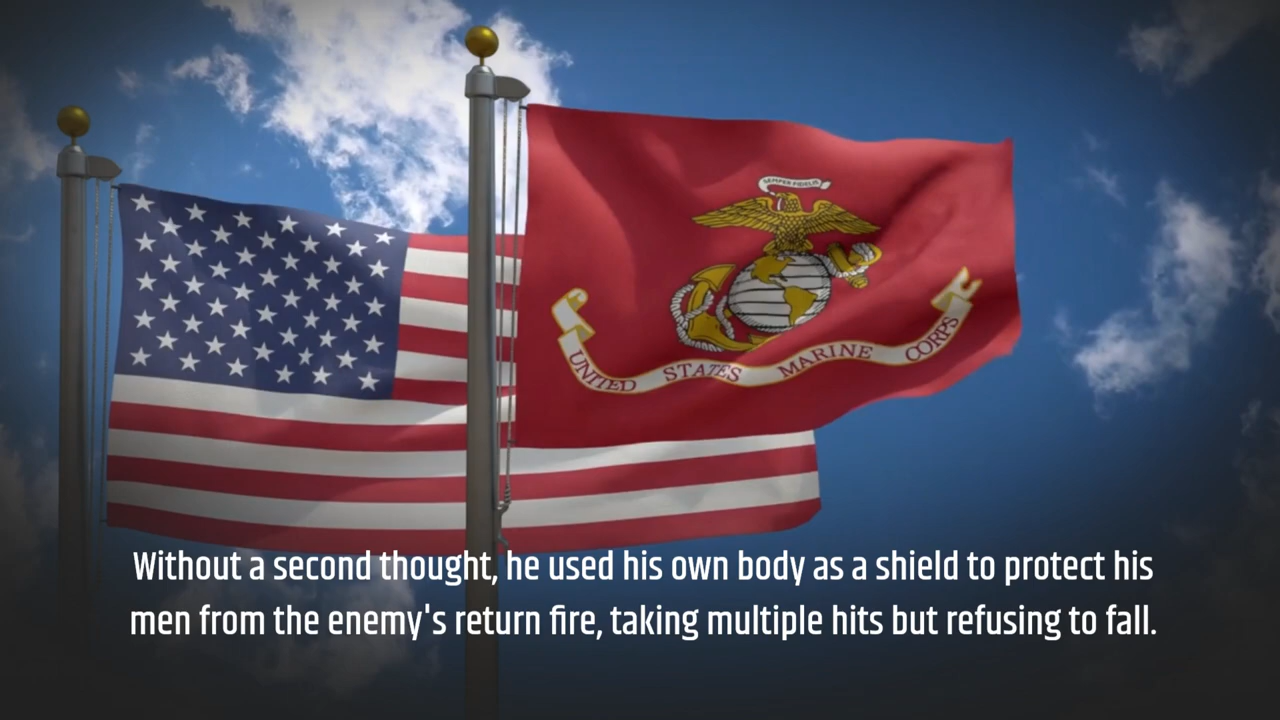 SEMPER FIDELIS
UNITED STATES MARINE CORPS
Without a second thought, he used his own body as a shield to protect his
men from the enemy's return fire, taking multiple hits but refusing to fall.